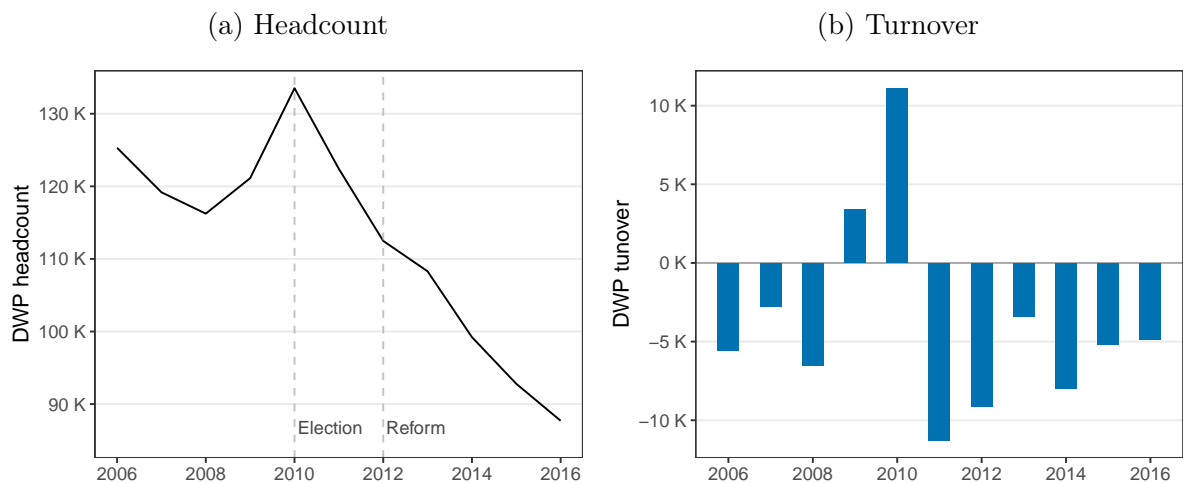 (a) Headcount
130 K
120 K
110 K
100 K
90 K
DWP headcount
Election
Reform
2006 2008 2010 2012 2014 2016
(b) Turnover
10 K
5 K
0 K
−5 K
−10 K
DWP tunover
2006 2008 2010 2012 2014 2016